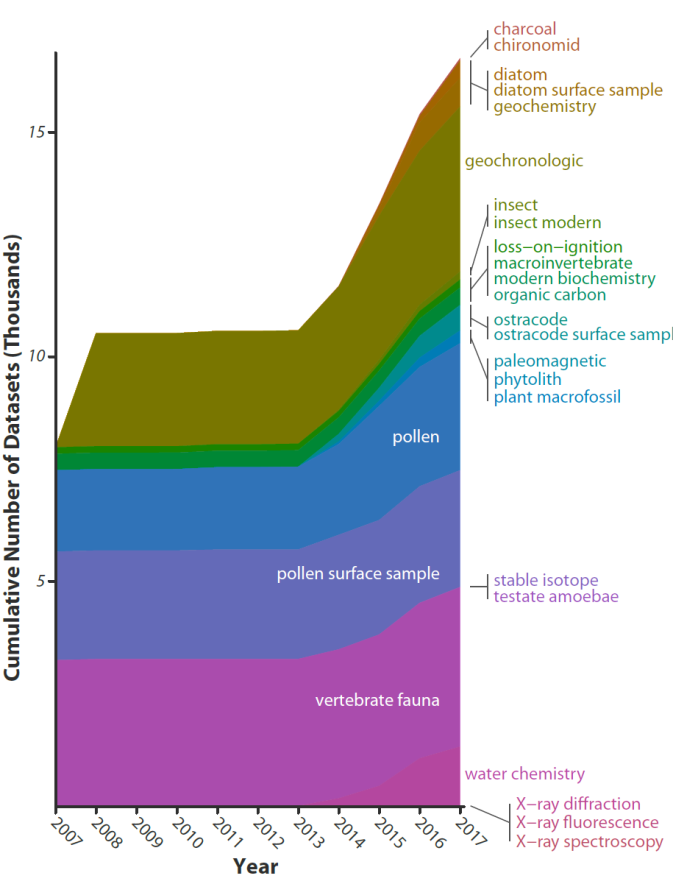 charcoal
chironomid
diatom
diatom surface sample
geochemistry
15
geochronologic
insect
insect modern
loss−on−ignition
macroinvertebrate
modern biochemistry
organic carbon
ostracode
ostracode surface sampl
10
paleomagnetic
phytolith
plant macrofossil
pollen
Cumulative Number of Datasets (Thousands)
pollen surface sample
5
stable isotope
testate amoebae
vertebrate fauna
water chemistry
X−ray diffraction
X−ray fluorescence
X−ray spectroscopy
2007 2008 2009 2010 2011 2012 2013 2014 2015 2016 2017
Year